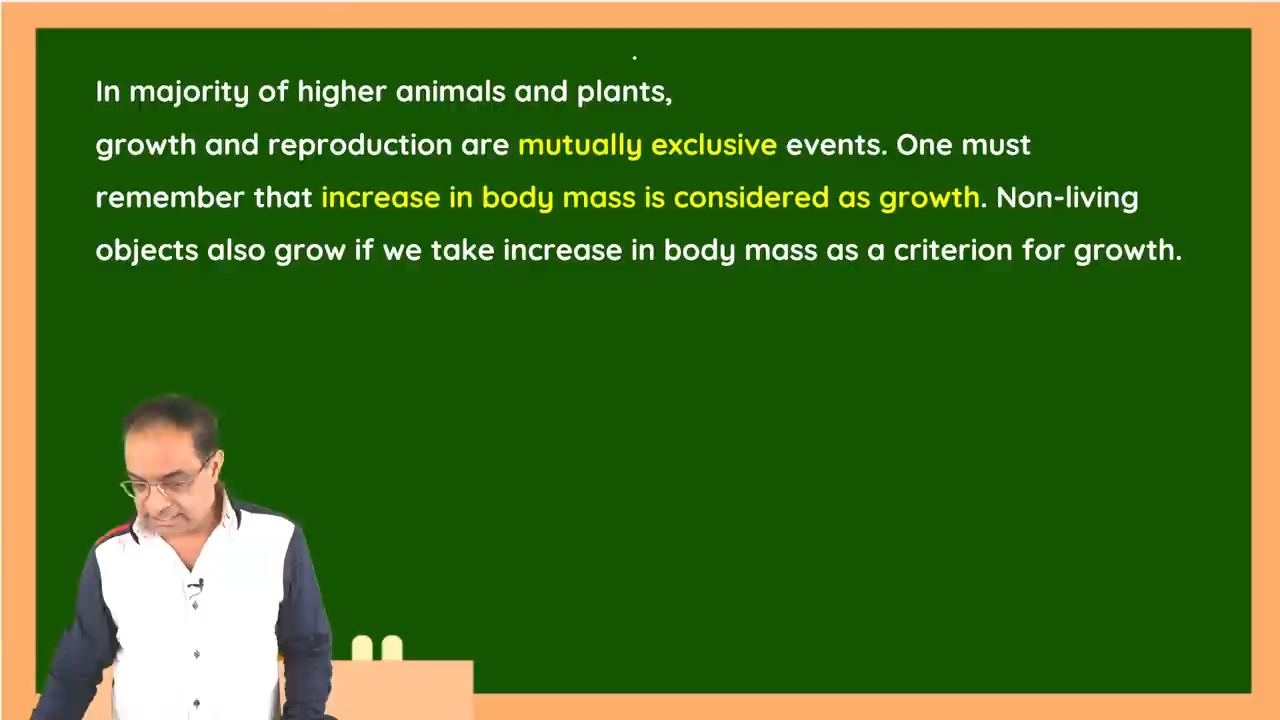 In majority of higher animals and plants,
growth and reproduction are mutually exclusive events. One must
remember that increase in body mass is considered as growth. Non-living
objects also grow if we take increase in body mass as a criterion for growth.